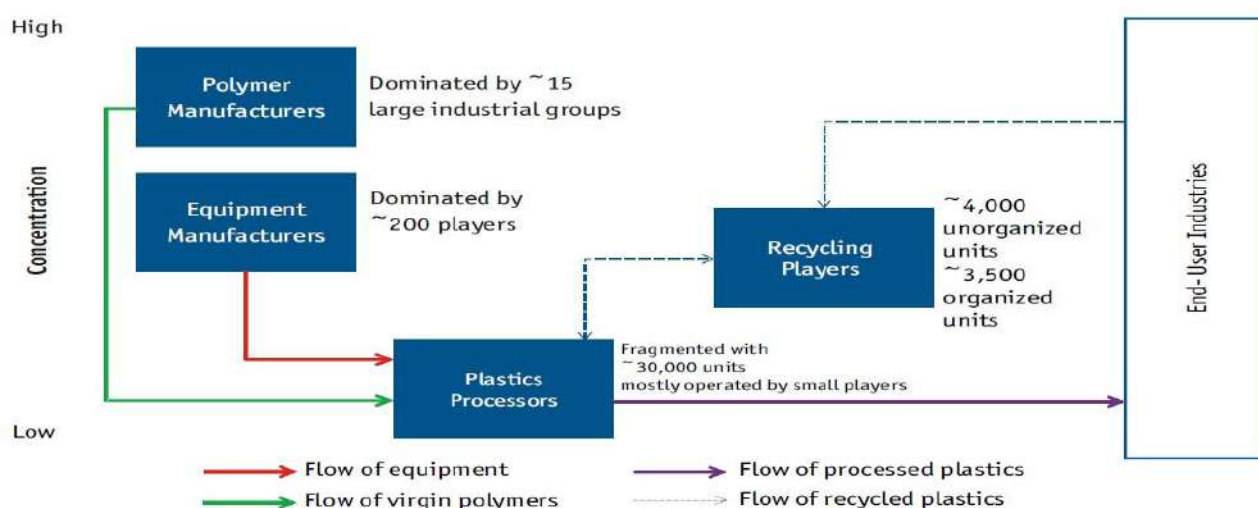 High
Polymer
Manufacturers
Dominated by ~15
large industrial groups
Concentration
Equipment
Manufacturers
Dominated by
~200 players
Recycling
Players
~4,000
unorganized
units
~3,500
organized
units
End-User Industries
Plastics
Processors
Fragmented with
~30,000 units
mostly operated by small players
Low
Flow of equipment
Flow of processed plastics
Flow of virgin polymers
Flow of recycled plastics